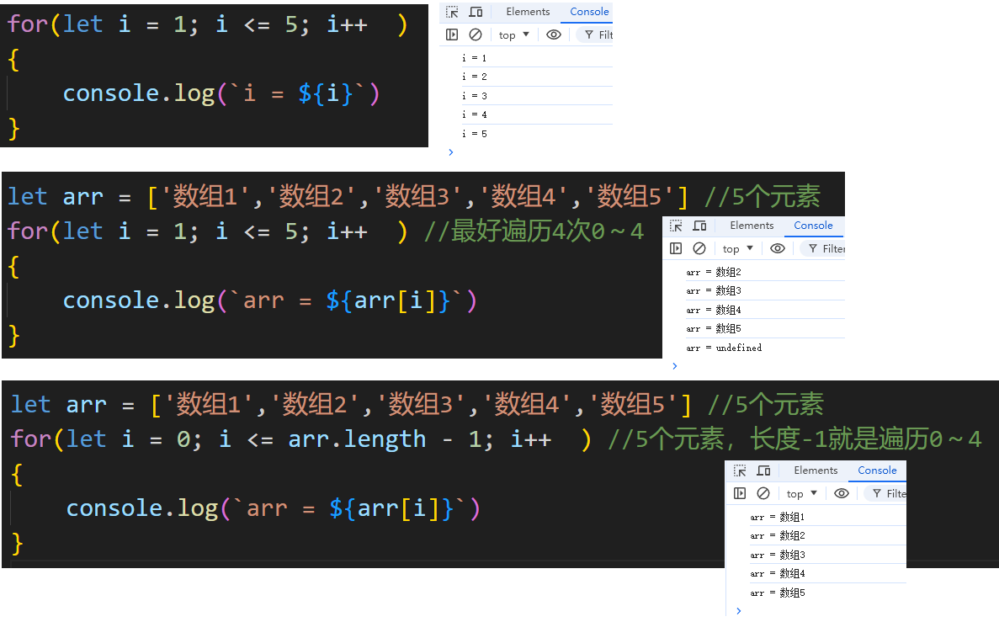 for(let i = 1; i <= 5; i++  )
{
    console.log(`i = ${i}`)
}
Elements Console
top ▼ Filt
i = 1
i = 2
i = 3
i = 4
i = 5
>
let arr = ['数组1','数组2','数组3','数组4','数组5'] //5个元素
for(let i = 1; i <= 5; i++  ) //最好遍历4次0～4
{
    console.log(`arr = ${arr[i]}`)
}
Elements Console
top ▼ Filter
arr = 数组2
arr = 数组3
arr = 数组4
arr = 数组5
arr = undefined
>
let arr = ['数组1','数组2','数组3','数组4','数组5'] //5个元素
for(let i = 0; i <= arr.length - 1; i++  ) //5个元素，长度-1就是遍历0～4
{
    console.log(`arr = ${arr[i]}`)
}
Elements Console
top ▼ Filte
arr = 数组1
arr = 数组2
arr = 数组3
arr = 数组4
arr = 数组5
>